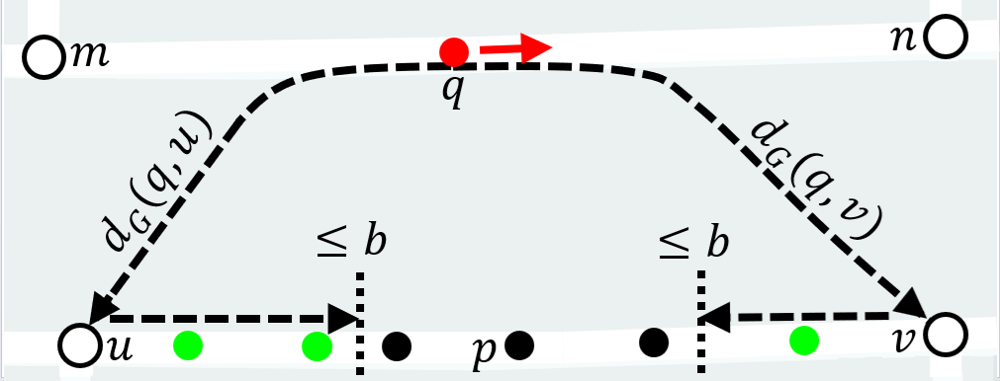 m
n
q
d_G(q, u)
d_G(q, v)
≤ b
≤ b
u
p
v